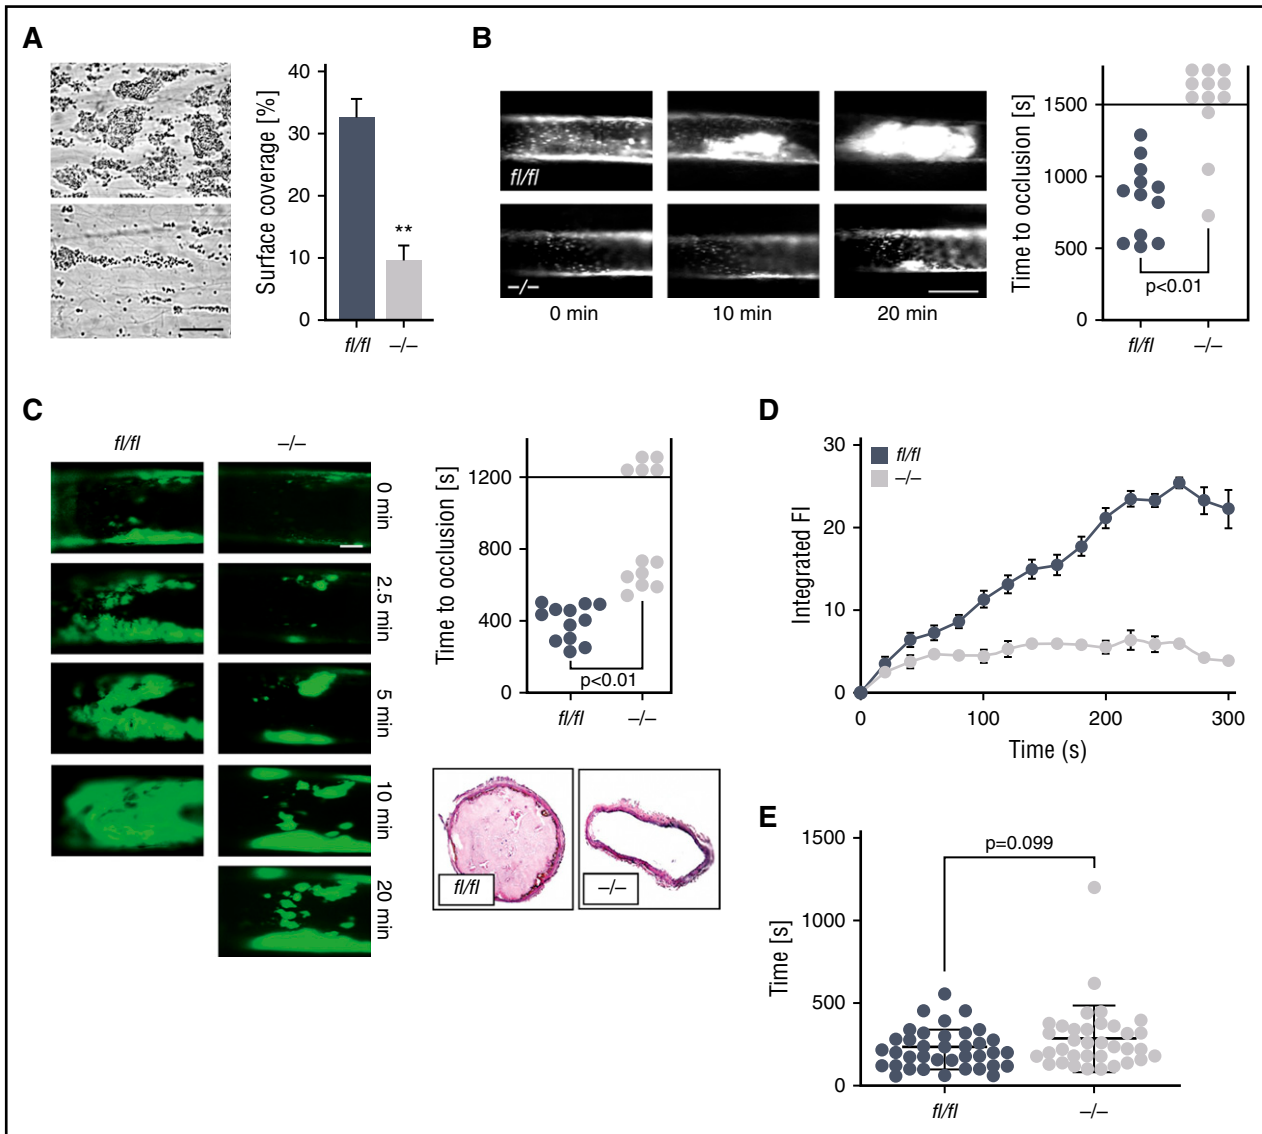 A
Surface coverage [%]
40
30
20
10
0
**
fl/fl
–/–
B
fl/fl
–/–
0 min
10 min
20 min
Time to occlusion [s]
1500
1000
500
0
p<0.01
fl/fl
–/–
C
fl/fl
–/–
0 min
2.5 min
5 min
10 min
20 min
Time to occlusion [s]
1200
800
400
0
p<0.01
fl/fl
–/–
fl/fl
–/–
D
Integrated FI
30
20
10
0
fl/fl
–/–
0
100
200
300
Time (s)
E
Time [s]
1500
1000
500
0
p=0.099
fl/fl
–/–